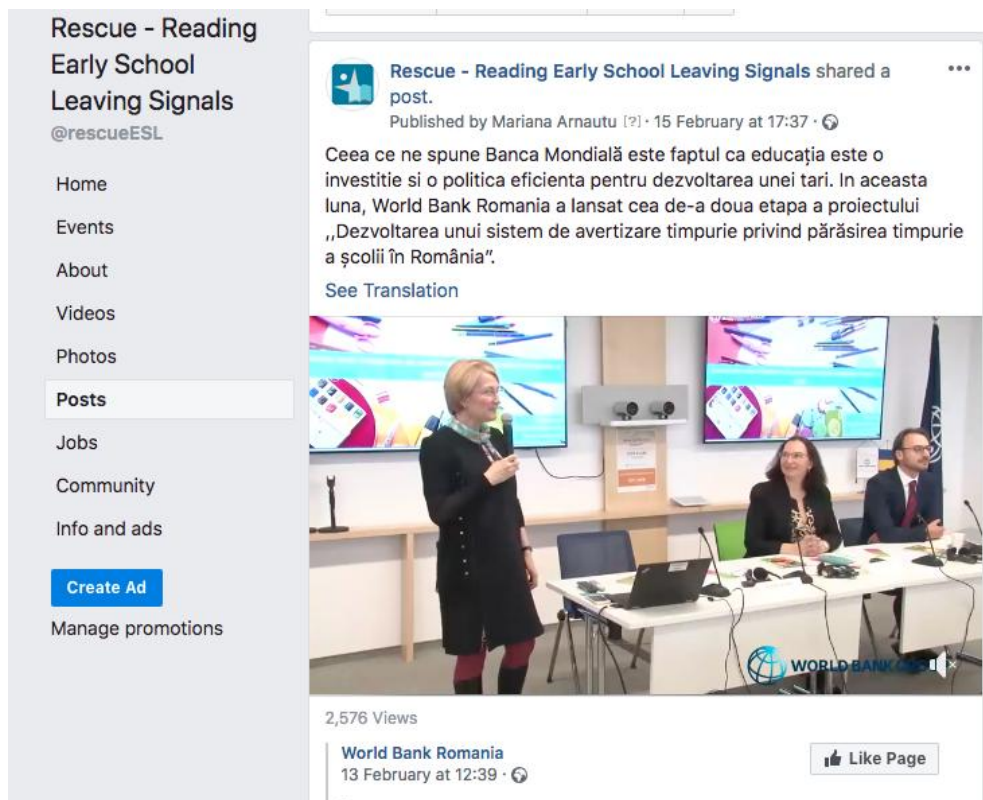 Rescue - Reading
Early School
Leaving Signals
@rescueESL
Home
Events
About
Videos
Photos
Posts
Jobs
Community
Info and ads
Create Ad
Manage promotions
Rescue - Reading Early School Leaving Signals shared a
post.
Published by Mariana Arnautu [?] · 15 February at 17:37 ·
Ceea ce ne spune Banca Mondială este faptul ca educația este o
investitie si o politica eficienta pentru dezvoltarea unei tari. In aceasta
luna, World Bank Romania a lansat cea de-a doua etapa a proiectului
,,Dezvoltarea unui sistem de avertizare timpurie privind părăsirea timpurie
a școlii în România”.
See Translation
WORLD BANK
2,576 Views
World Bank Romania
13 February at 12:39 ·
Like Page